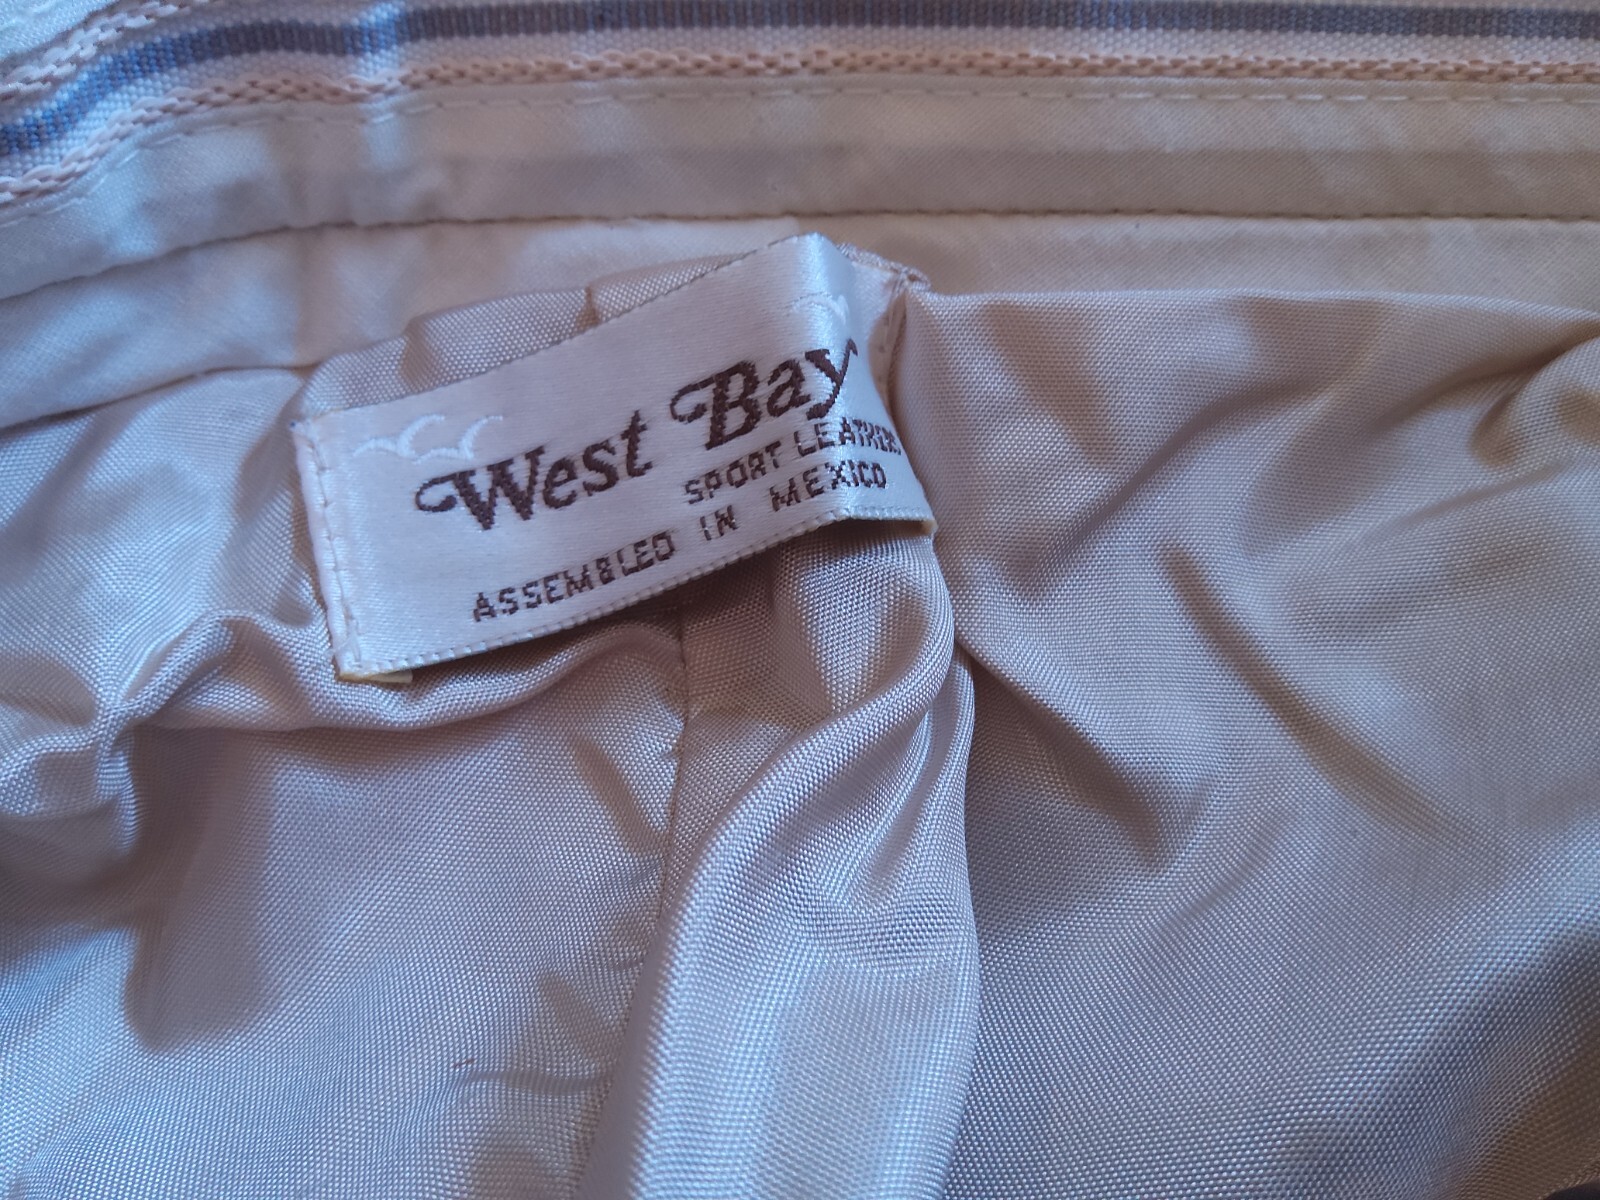 West Bay
SPORT LEATHERS
ASSEMBLED IN MEXICO